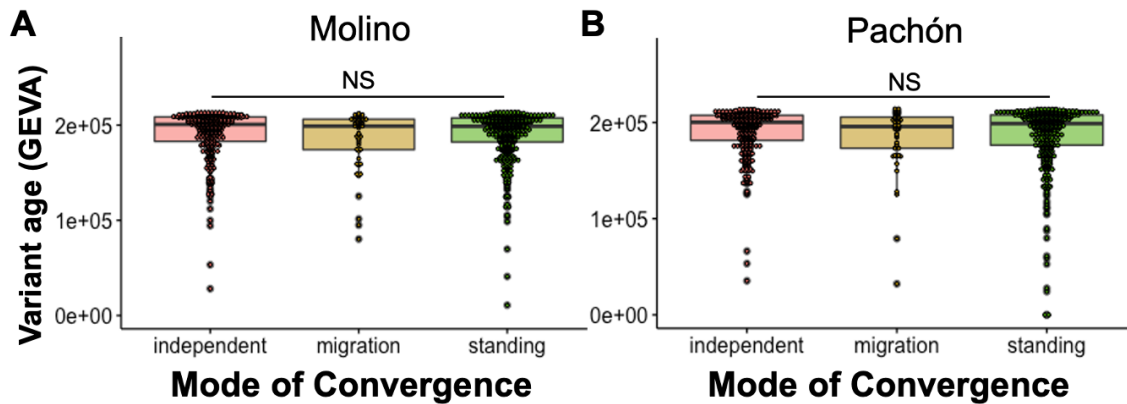 A
Molino
NS
Variant age (GEVA)
2e+05
1e+05
0e+00
independent migration standing
Mode of Convergence
B
Pachón
NS
2e+05
1e+05
0e+00
independent migration standing
Mode of Convergence